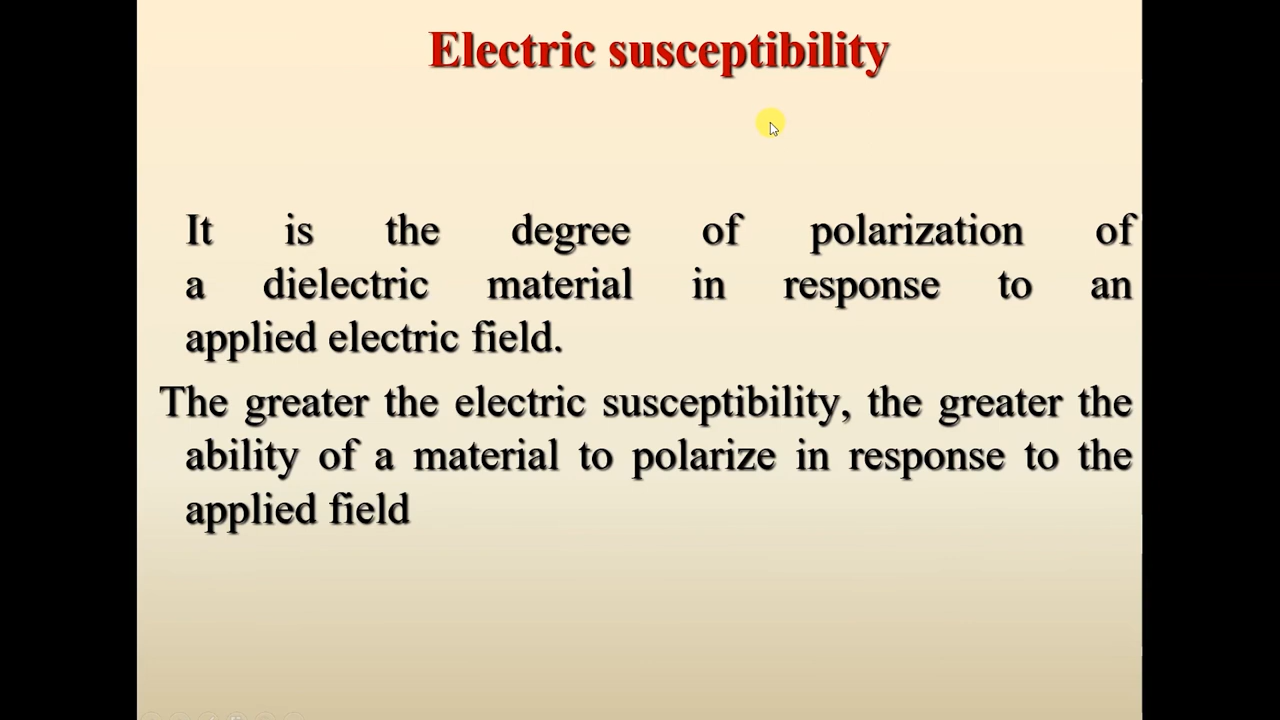 Electric susceptibility
It is the degree of polarization of
a dielectric material in response to an
applied electric field.
The greater the electric susceptibility, the greater the
ability of a material to polarize in response to the
applied field